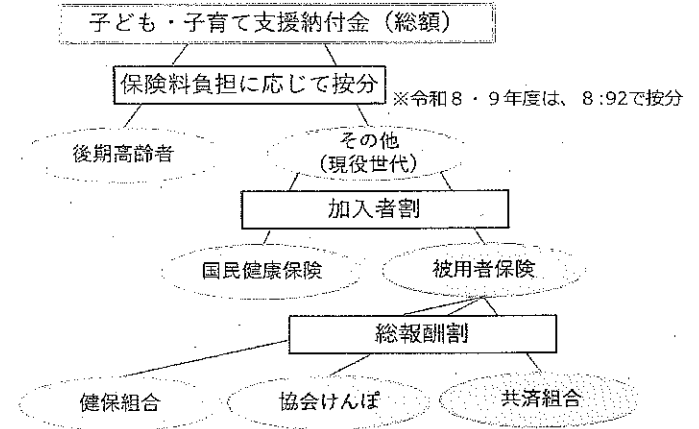 子ども・子育て支援納付金（総額）
保険料負担に応じて按分
※令和８・９年度は、８:92で按分
後期高齢者
その他
（現役世代）
加入者割
国民健康保険
被用者保険
総報酬割
健保組合
協会けんぽ
共済組合